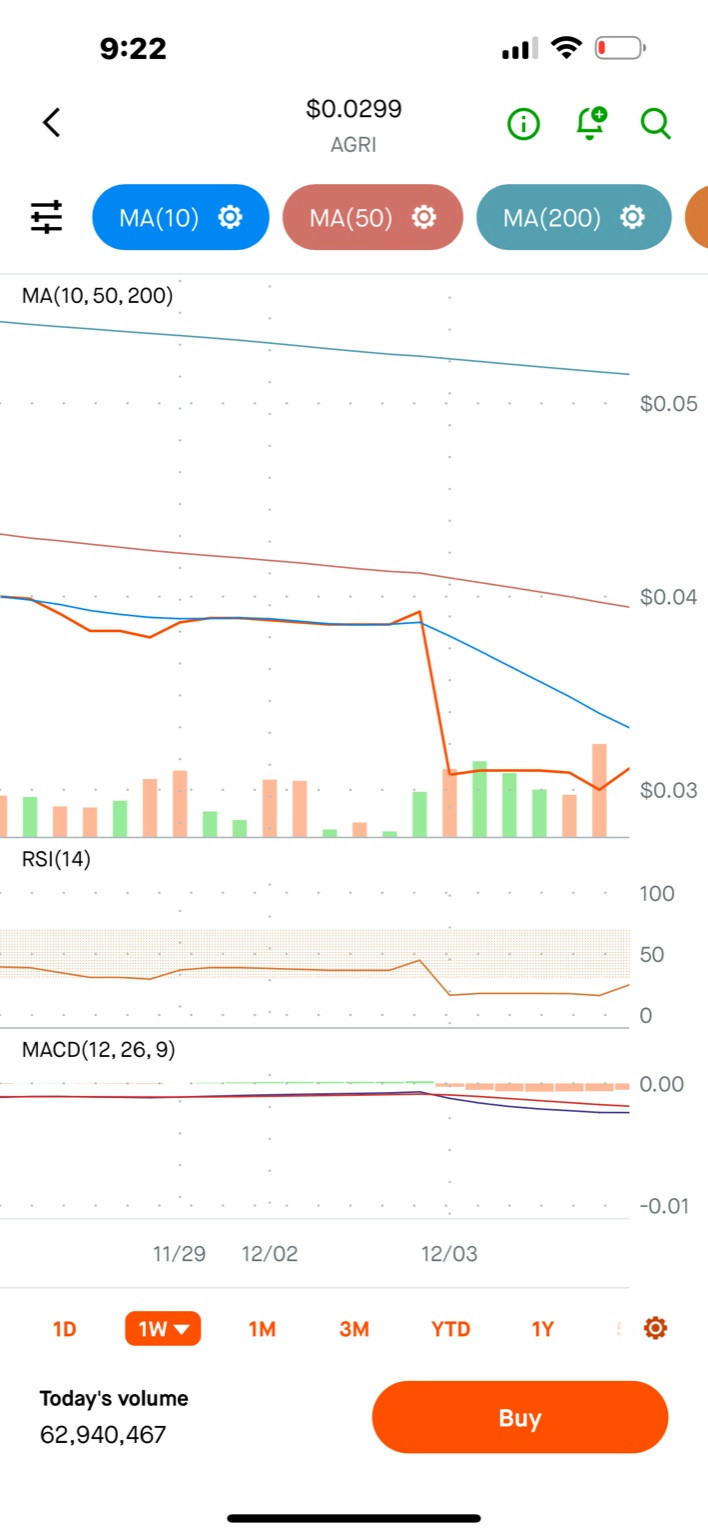 9:22
$0.0299
AGRI
MA(10) MA(50) MA(200)
MA(10, 50, 200)
$0.05
$0.04
$0.03
RSI(14)
100
50
0
MACD(12, 26, 9)
0.00
-0.01
11/29 12/02 12/03
1D 1W 1M 3M YTD 1Y
Today's volume
62,940,467
Buy